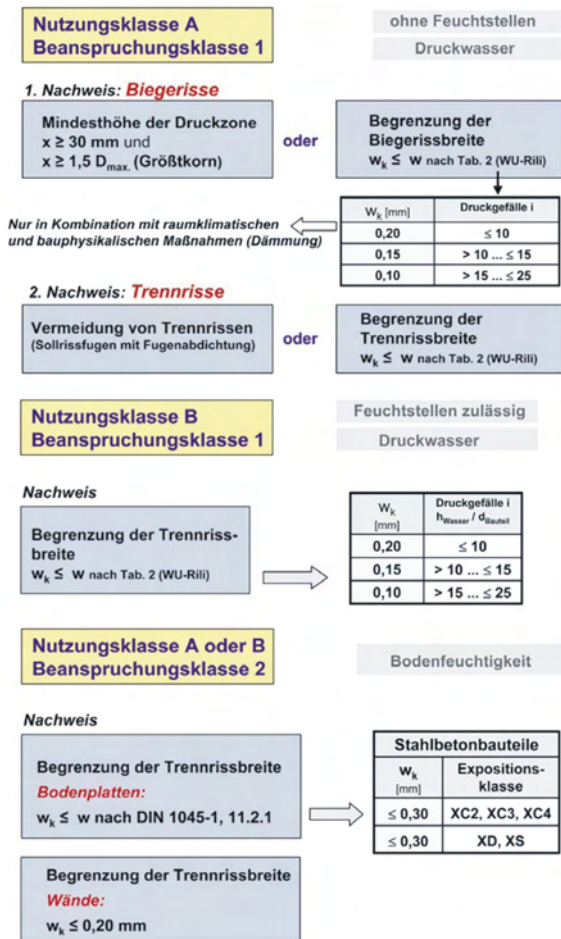 Nutzungsklasse A
Beanspruchungsklasse 1
ohne Feuchtstellen
Druckwasser
1. Nachweis: Biegerisse
Mindesthöhe der Druckzone
x ≥ 30 mm und
x ≥ 1,5 Dmax. (Größtkorn)
oder
Begrenzung der
Biegerissbreite
wk ≤ w nach Tab. 2 (WU-Rili)
Nur in Kombination mit raumklimatischen
und bauphysikalischen Maßnahmen (Dämmung)
Wk [mm] Druckgefälle i
0,20 ≤ 10
0,15 > 10 ... ≤ 15
0,10 > 15 ... ≤ 25
2. Nachweis: Trennrisse
Vermeidung von Trennrissen
(Sollrissfugen mit Fugenabdichtung)
oder
Begrenzung der
Trennrissbreite
wk ≤ w nach Tab. 2 (WU-Rili)
Nutzungsklasse B
Beanspruchungsklasse 1
Feuchtstellen zulässig
Druckwasser
Nachweis
Begrenzung der Trennriss-
breite
wk ≤ w nach Tab. 2 (WU-Rili)
Wk Druckgefälle i
[mm] hWasser / dBauteil
0,20 ≤ 10
0,15 > 10 ... ≤ 15
0,10 > 15 ... ≤ 25
Nutzungsklasse A oder B
Beanspruchungsklasse 2
Bodenfeuchtigkeit
Nachweis
Begrenzung der Trennrissbreite
Bodenplatten:
wk ≤ w nach DIN 1045-1, 11.2.1
Stahlbetonbauteile
wk Expositions-
[mm] klasse
≤ 0,30 XC2, XC3, XC4
≤ 0,30 XD, XS
Begrenzung der Trennrissbreite
Wände:
wk ≤ 0,20 mm